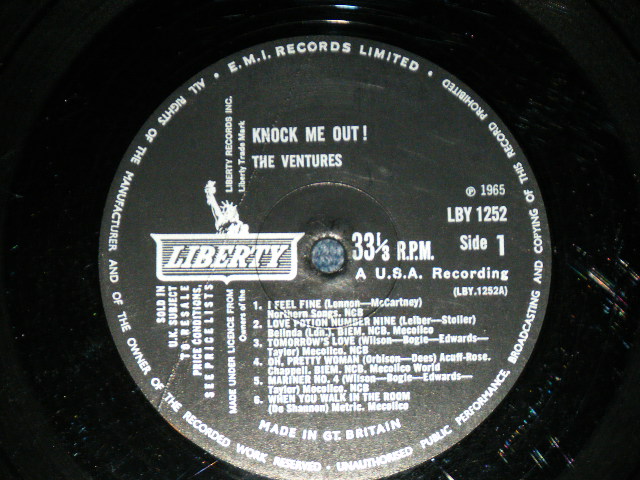 E.M.I. RECORDS LIMITED • THIS RECORD PROHIBITED
ALL RIGHTS OF THE MANUFACTURER AND OF THE OWNER OF THE RECORDED WORK RESERVED • UNAUTHORISED PUBLIC PERFORMANCE, BROADCASTING AND COPYING OF
KNOCK ME OUT!
THE VENTURES
LIBERTY RECORDS INC.
Liberty Trade Mark
℗ 1965
LBY 1252
LIBERTY
33⅓ R.P.M.
Side 1
A U.S.A. Recording
(LBY.1252A)
SOLD IN
U.K. SUBJECT
TO RESALE
PRICE CONDNS.,
SEE PRICE LISTS
MADE UNDER LICENCE FROM
Owners of the
1. I FEEL FINE (Lennon—McCartney)
Northern Songs, NCB
2. LOVE POTION NUMBER NINE (Leiber—Stoller)
Belinda (Ldn.), BIEM, NCB. Mecolico
3. TOMORROW'S LOVE (Wilson—Bogle—Edwards—
Taylor) Mecolico. NCB
4. OH, PRETTY WOMAN (Orbison—Dees) Acuff-Rose.
Chappell. BIEM, NCB. Mecolico World
5. MARINER NO. 4 (Wilson—Bogle—Edwards—
Taylor) Mecolico. NCB
6. WHEN YOU WALK IN THE ROOM
(De Shannon) Metric. Mecolico
MADE IN GT. BRITAIN